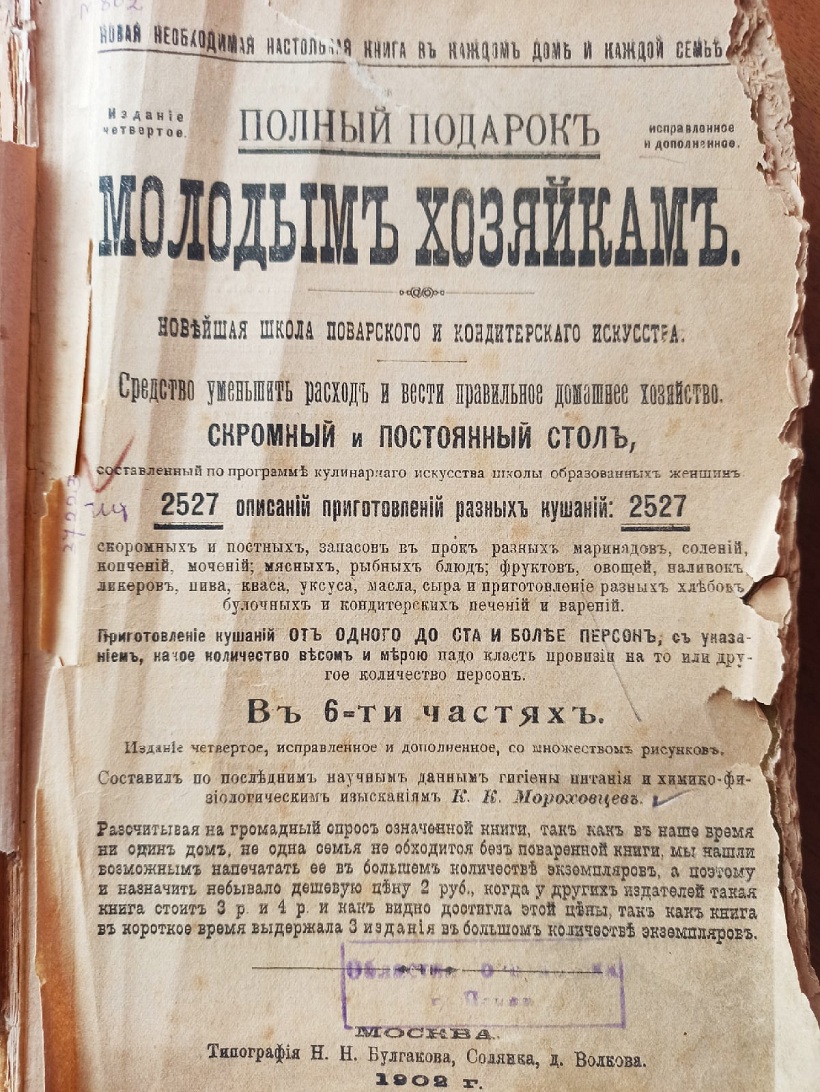 НОВАЯ НЕОБХОДИМАЯ НАСТОЛЬНАЯ КНИГА ВЪ КАЖДОМЪ ДОМѢ И КАЖДОЙ СЕМЬѢ
Изданіе
четвертое.
ПОЛНЫЙ ПОДАРОКЪ
исправленное
и дополненное.
МОЛОДЫМЪ ХОЗЯЙКАМЪ.
НОВѢЙШАЯ ШКОЛА ПОВАРСКОГО И КОНДИТЕРСКАГО ИСКУССТВА.
Средство уменьшить расходъ и вести правильное домашнее хозяйство.
СКРОМНЫЙ и ПОСТОЯННЫЙ СТОЛЪ,
составленный по программѣ кулинарнаго искусства школы образованныхъ женщинъ
2527 описаній приготовленій разныхъ кушаній: 2527
скоромныхъ и постныхъ, запасовъ въ прокъ разныхъ маринадовъ, соленій,
копченій, моченій; мясныхъ, рыбныхъ блюдъ; фруктовъ, овощей, наливокъ
ликеровъ, пива, кваса, уксуса, масла, сыра и приготовленіе разныхъ хлѣбовъ
булочныхъ и кондитерскихъ печеній и вареній.
Приготовленіе кушаній ОТЪ ОДНОГО ДО СТА И БОЛѢЕ ПЕРСОНЪ, съ указа-
ніемъ, какое количество вѣсомъ и мѣрою надо класть провизіи на то или дру-
гое количество персонъ.
Въ 6=ти частяхъ.
Изданіе четвертое, исправленное и дополненное, со множествомъ рисунковъ.
Составилъ по послѣднимъ научнымъ даннымъ гигіены питанія и химико-фи-
зіологическимъ изысканіямъ К. К. Мороховцев.
Разсчитывая на громадный спросъ означенной книги, такъ какъ въ наше время
ни одинъ домъ, не одна семья не обходится безъ поваренной книги, мы нашли
возможнымъ напечатать ее въ большемъ количествѣ экземпляровъ, а поэтому
и назначить небывало дешевую цѣну 2 руб., когда у другихъ издателей такая
книга стоитъ 3 р. и 4 р. и какъ видно достигла этой цѣны, такъ какъ книга
въ короткое время выдержала 3 изданія въ большомъ количествѣ экземпляровъ.
МОСКВА.
Типографія Н. Н. Булгакова, Солянка, д. Волкова.
1902 г.